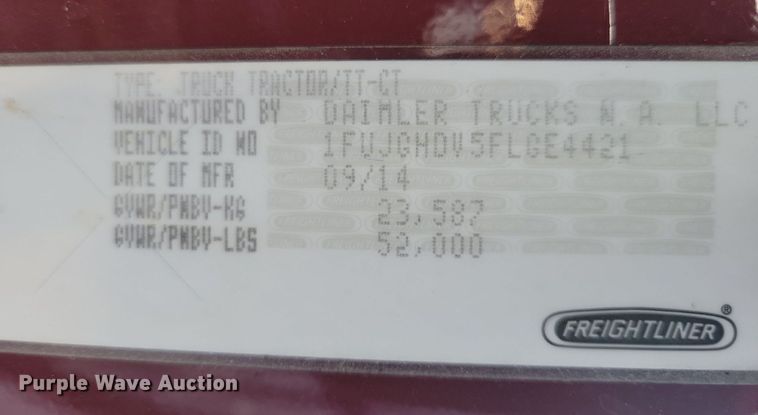 TYPE: TRUCK TRACTOR/TT-CT
MANUFACTURED BY DAIMLER TRUCKS N.A. LLC
VEHICLE ID NO 1FUJGHDV5FLGE4421
DATE OF MFR 09/14
GVWR/PNBV-KG 23,587
GVWR/PNBV-LBS 52,000
FREIGHTLINER®
Purple Wave Auction